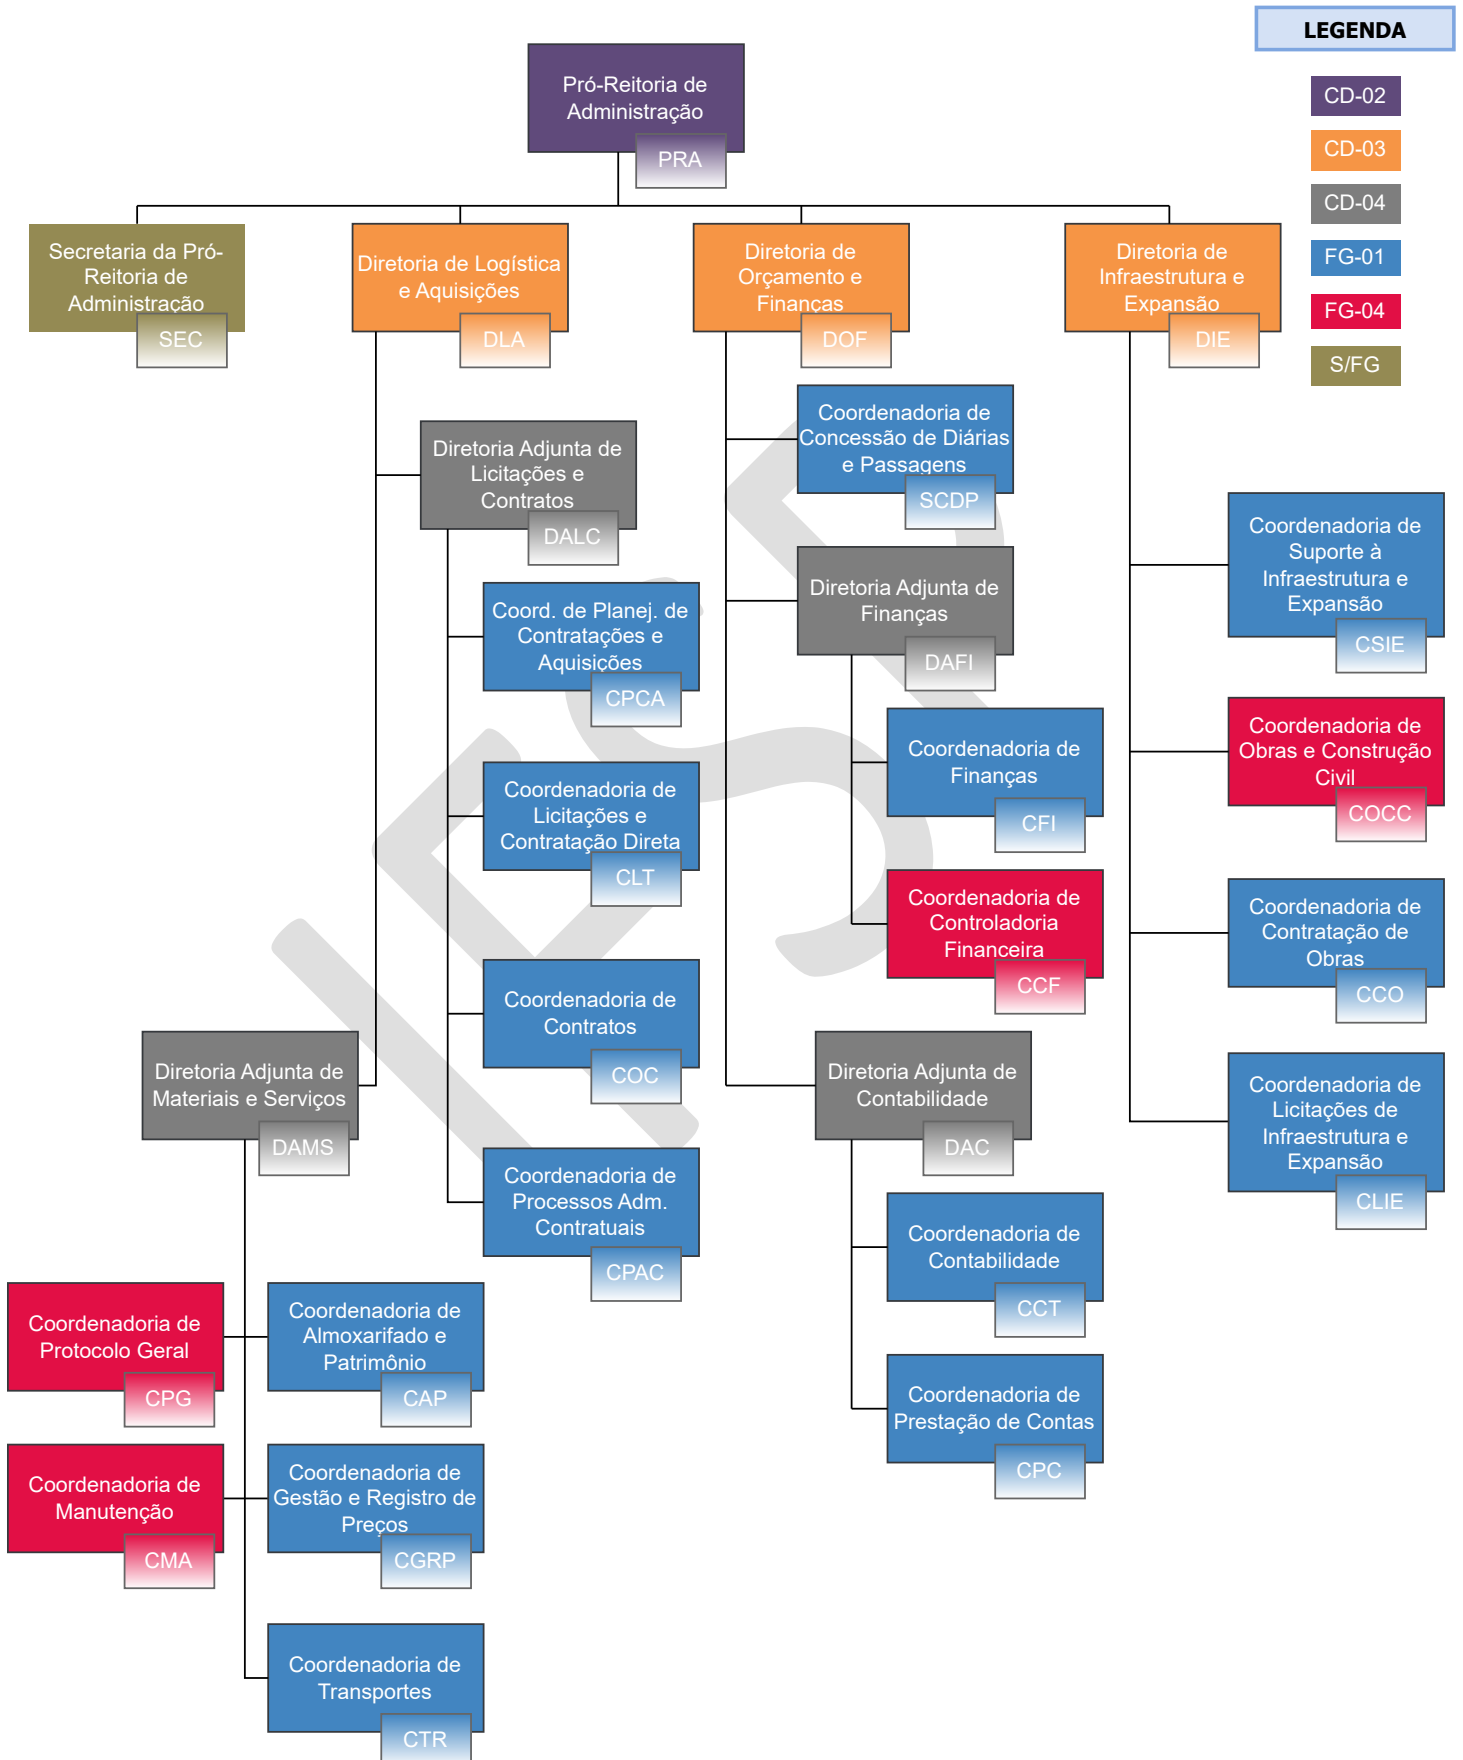 LEGENDA
CD-02
CD-03
CD-04
FG-01
FG-04
S/FG
Pró-Reitoria de
Administração
PRA
Secretaria da Pró-
Reitoria de
Administração
SEC
Diretoria de Logística
e Aquisições
DLA
Diretoria de
Orçamento e
Finanças
DOF
Diretoria de
Infraestrutura e
Expansão
DIE
Diretoria Adjunta de
Licitações e
Contratos
DALC
Coord. de Planej. de
Contratações e
Aquisições
CPCA
Coordenadoria de
Licitações e
Contratação Direta
CLT
Coordenadoria de
Contratos
COC
Coordenadoria de
Processos Adm.
Contratuais
CPAC
Diretoria Adjunta de
Materiais e Serviços
DAMS
Coordenadoria de
Protocolo Geral
CPG
Coordenadoria de
Almoxarifado e
Patrimônio
CAP
Coordenadoria de
Manutenção
CMA
Coordenadoria de
Gestão e Registro de
Preços
CGRP
Coordenadoria de
Transportes
CTR
Coordenadoria de
Concessão de Diárias
e Passagens
SCDP
Diretoria Adjunta de
Finanças
DAFI
Coordenadoria de
Finanças
CFI
Coordenadoria de
Controladoria
Financeira
CCF
Diretoria Adjunta de
Contabilidade
DAC
Coordenadoria de
Contabilidade
CCT
Coordenadoria de
Prestação de Contas
CPC
Coordenadoria de
Suporte à
Infraestrutura e
Expansão
CSIE
Coordenadoria de
Obras e Construção
Civil
COCC
Coordenadoria de
Contratação de
Obras
CCO
Coordenadoria de
Licitações de
Infraestrutura e
Expansão
CLIE
IFSP